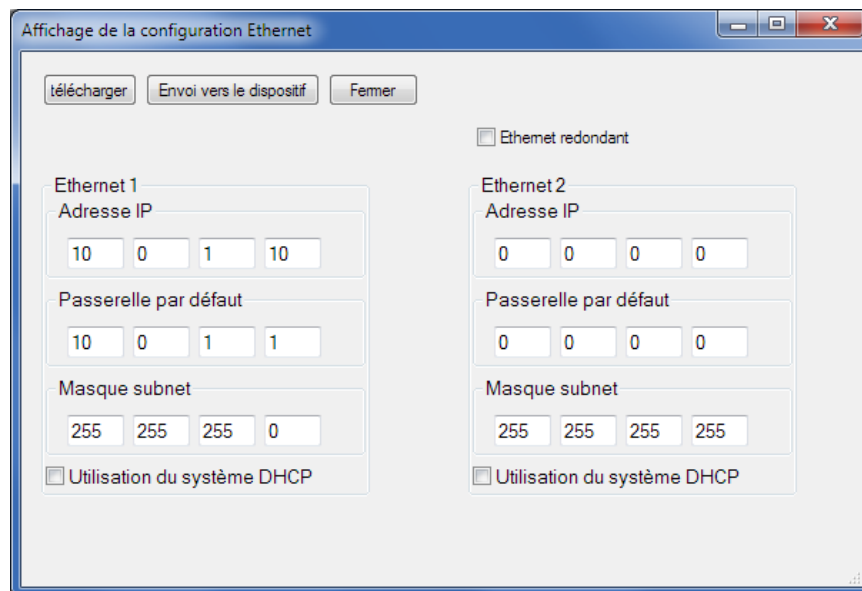 Affichage de la configuration Ethernet
télécharger Envoi vers le dispositif Fermer
Ethernet redondant
Ethernet 1 Ethernet 2
Adresse IP Adresse IP
10 0 1 10 0 0 0 0
Passerelle par défaut Passerelle par défaut
10 0 1 1 0 0 0 0
Masque subnet Masque subnet
255 255 255 0 255 255 255 255
Utilisation du système DHCP Utilisation du système DHCP